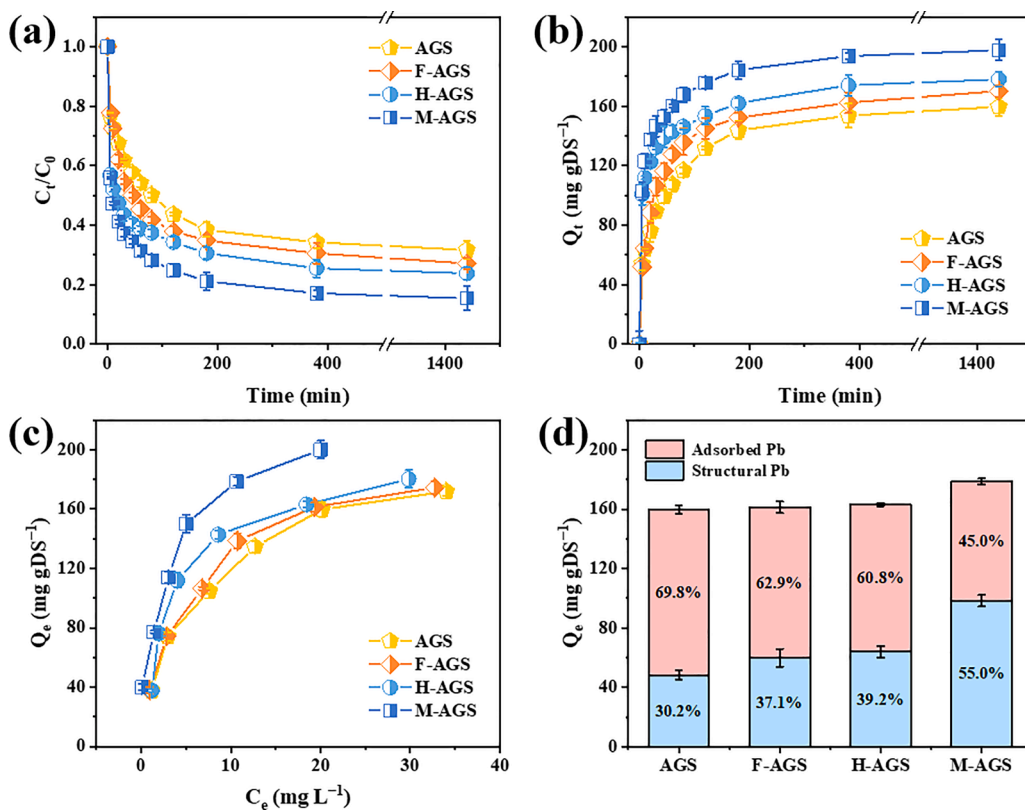 (a)
AGS
F-AGS
H-AGS
M-AGS
1.0
0.8
0.6
0.4
0.2
0.0
Cₜ/C₀
0
200
400
1400
Time (min)
(b)
200
160
120
80
40
0
Qₜ (mg gDS⁻¹)
AGS
F-AGS
H-AGS
M-AGS
0
200
400
1400
Time (min)
(c)
200
160
120
80
40
0
Qₑ (mg gDS⁻¹)
AGS
F-AGS
H-AGS
M-AGS
0
10
20
30
40
Cₑ (mg L⁻¹)
(d)
Adsorbed Pb
Structural Pb
200
160
120
80
40
0
Qₑ (mg gDS⁻¹)
69.8%
62.9%
60.8%
45.0%
30.2%
37.1%
39.2%
55.0%
AGS
F-AGS
H-AGS
M-AGS